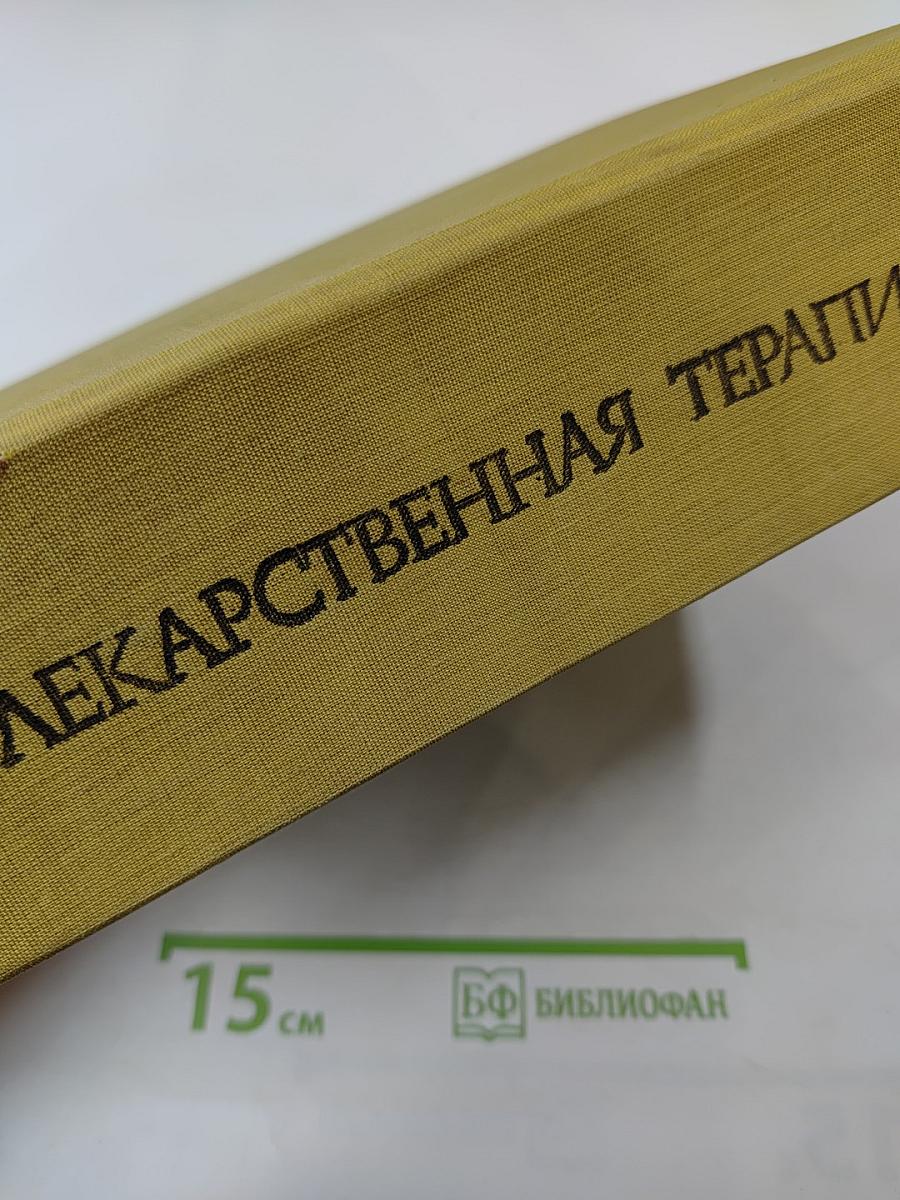 ЛЕКАРСТВЕННАЯ ТЕРАПИ
15 см
БФ БИБЛИОФАН